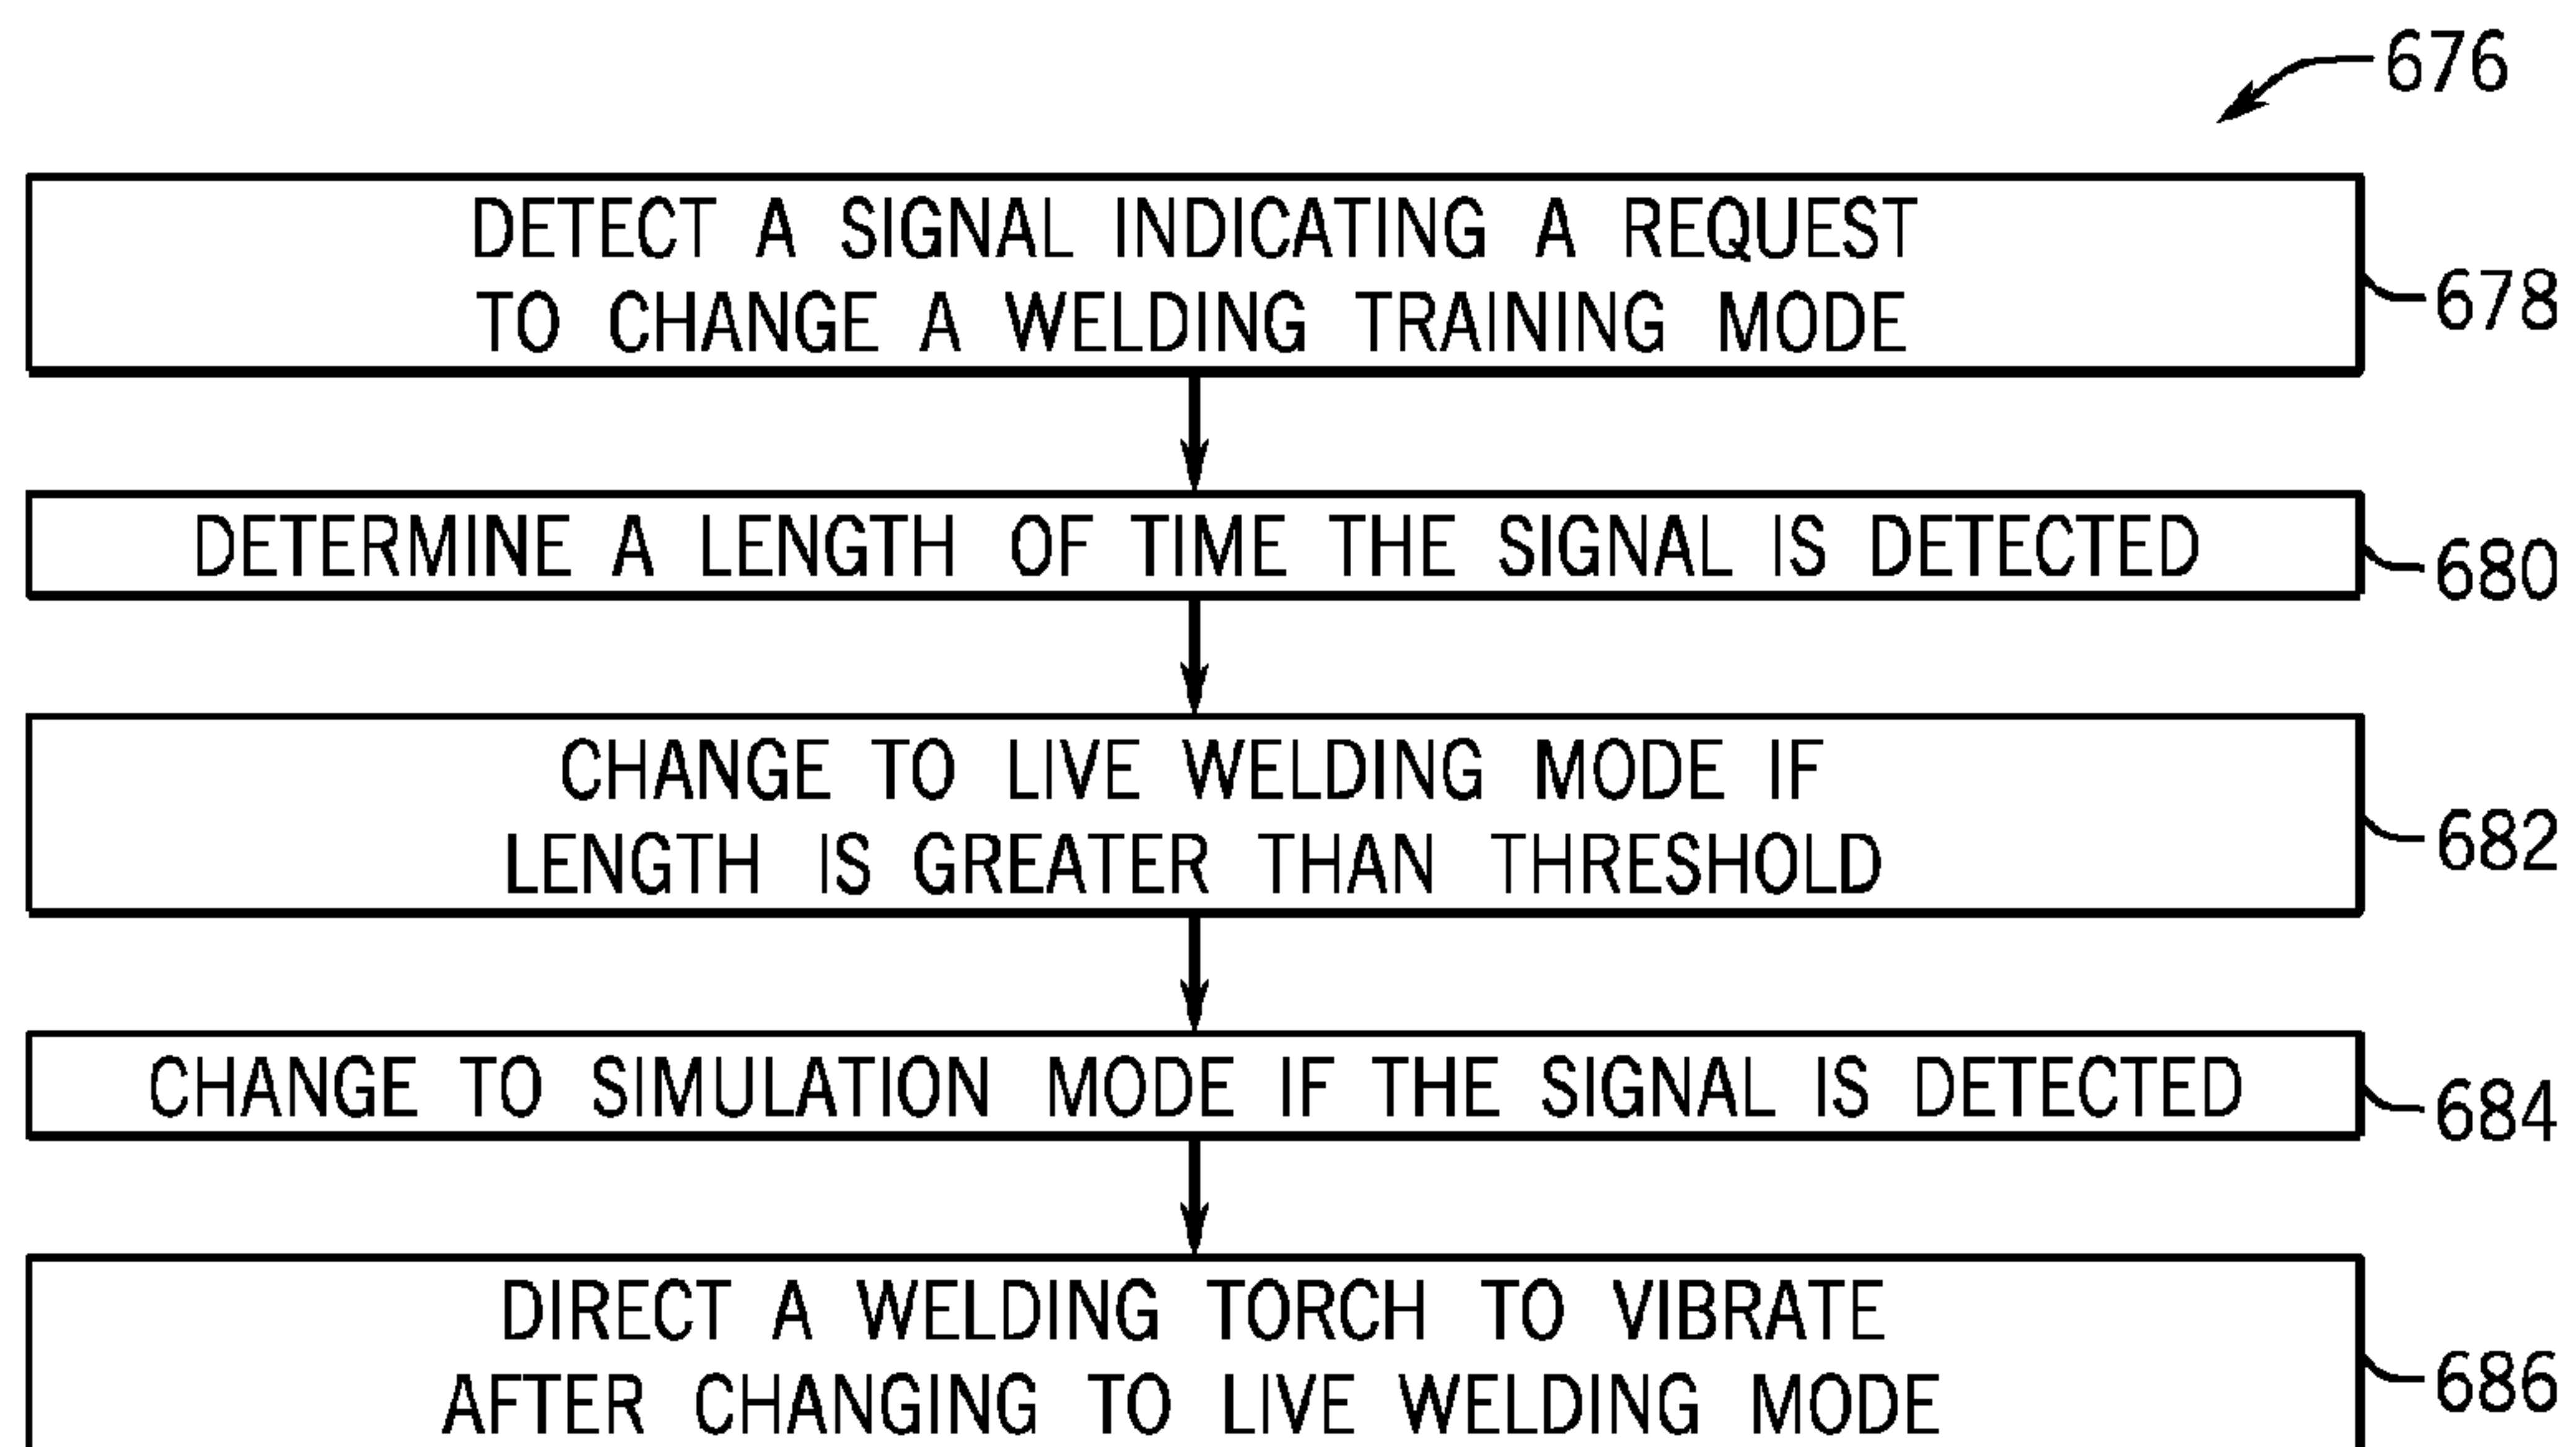 676
DETECT A SIGNAL INDICATING A REQUEST
TO CHANGE A WELDING TRAINING MODE
678
DETERMINE A LENGTH OF TIME THE SIGNAL IS DETECTED
680
CHANGE TO LIVE WELDING MODE IF
LENGTH IS GREATER THAN THRESHOLD
682
CHANGE TO SIMULATION MODE IF THE SIGNAL IS DETECTED
684
DIRECT A WELDING TORCH TO VIBRATE
AFTER CHANGING TO LIVE WELDING MODE
686